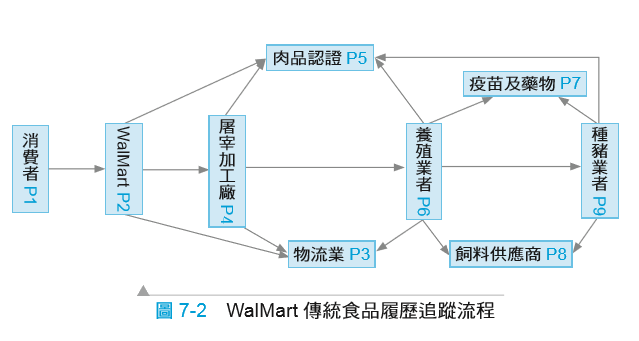 肉品認證 P5
疫苗及藥物 P7
消費者 P1
WalMart P2
屠宰加工廠 P4
養殖業者 P6
種豬業者 P9
物流業 P3
飼料供應商 P8
圖 7-2 WalMart 傳統食品履歷追蹤流程